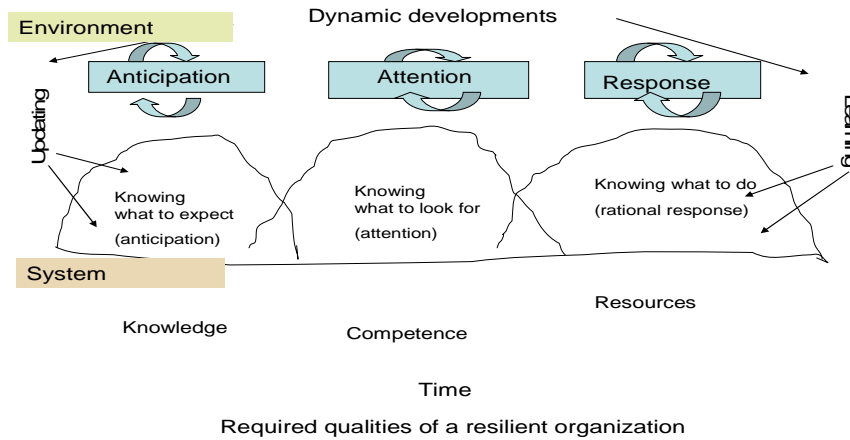 Environment
Dynamic developments
Anticipation
Attention
Response
Updating
Learning
Knowing
what to expect
(anticipation)
Knowing
what to look for
(attention)
Knowing what to do
(rational response)
System
Knowledge
Competence
Resources
Time
Required qualities of a resilient organization